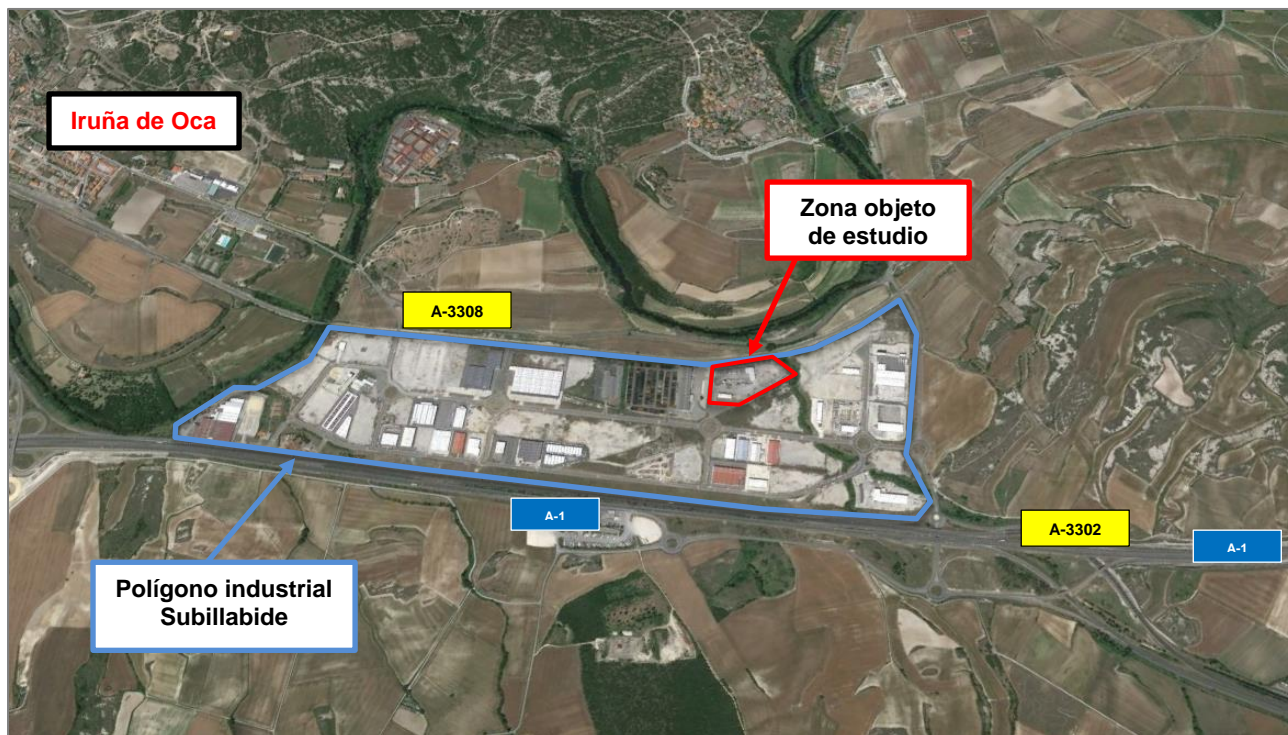 Iruña de Oca
Zona objeto
de estudio
A-3308
A-1
A-3302
A-1
Polígono industrial
Subillabide